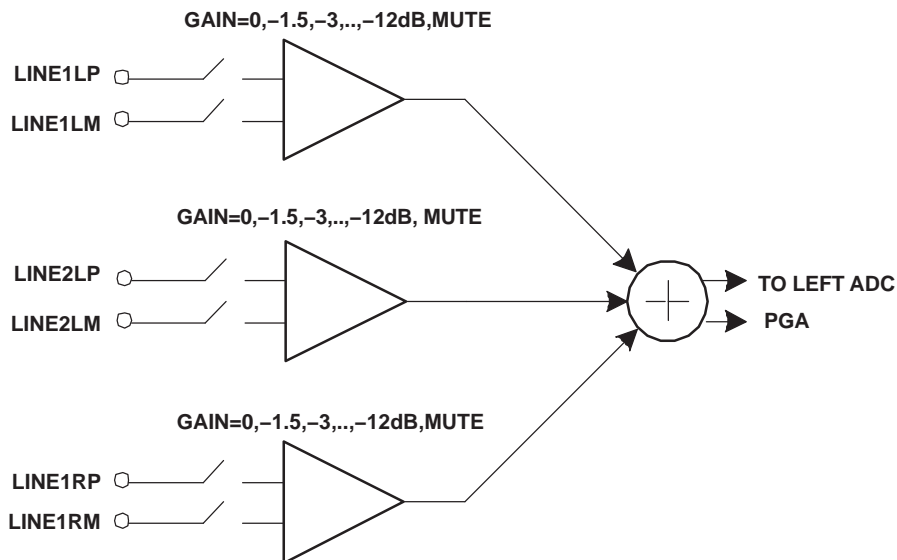 GAIN=0,–1.5,–3,..,–12dB,MUTE
LINE1LP
LINE1LM
GAIN=0,–1.5,–3,..,–12dB, MUTE
LINE2LP
LINE2LM
TO LEFT ADC
PGA
GAIN=0,–1.5,–3,..,–12dB,MUTE
LINE1RP
LINE1RM